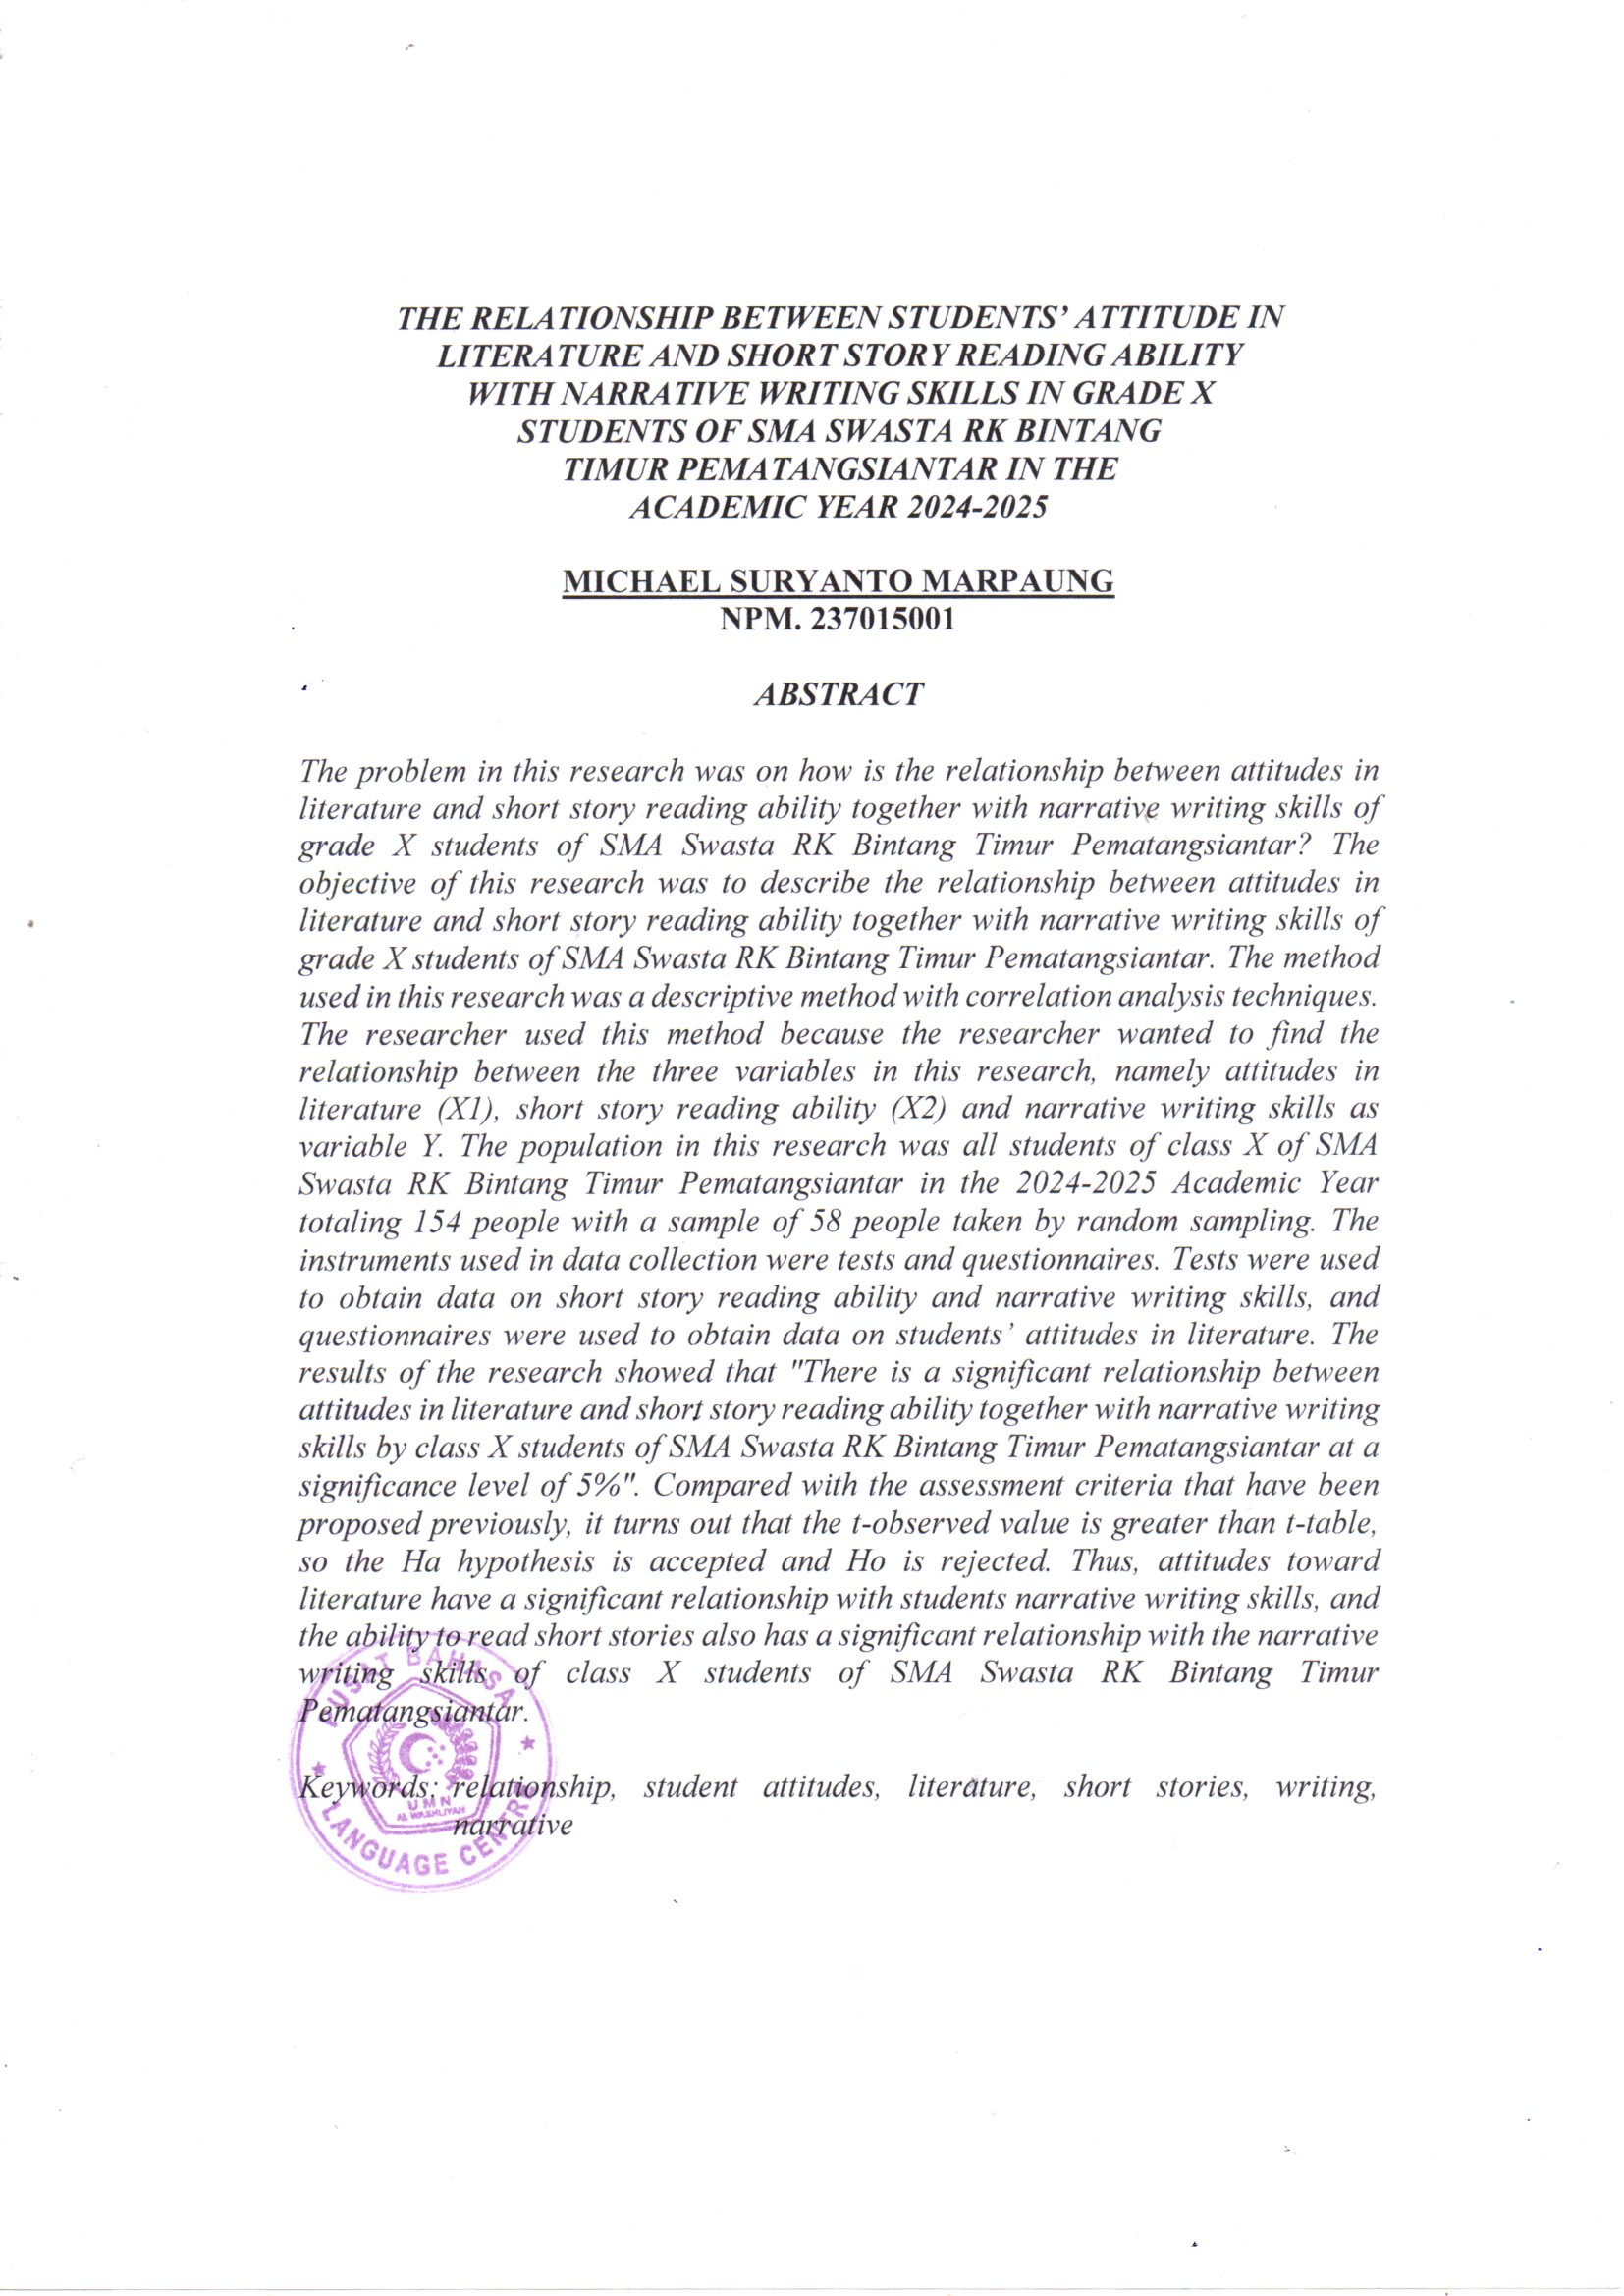 THE RELATIONSHIP BETWEEN STUDENTS' ATTITUDE IN
LITERATURE AND SHORT STORY READING ABILITY
WITH NARRATIVE WRITING SKILLS IN GRADE X
STUDENTS OF SMA SWASTA RK BINTANG
TIMUR PEMATANGSIANTAR IN THE
ACADEMIC YEAR 2024-2025
MICHAEL SURYANTO MARPAUNG
NPM. 237015001
ABSTRACT
The problem in this research was on how is the relationship between attitudes in
literature and short story reading ability together with narrative writing skills of
grade X students of SMA Swasta RK Bintang Timur Pematangsiantar? The
objective of this research was to describe the relationship between attitudes in
literature and short story reading ability together with narrative writing skills of
grade X students of SMA Swasta RK Bintang Timur Pematangsiantar. The method
used in this research was a descriptive method with correlation analysis techniques.
The researcher used this method because the researcher wanted to find the
relationship between the three variables in this research, namely attitudes in
literature (X1), short story reading ability (X2) and narrative writing skills as
variable Y. The population in this research was all students of class X of SMA
Swasta RK Bintang Timur Pematangsiantar in the 2024-2025 Academic Year
totaling 154 people with a sample of 58 people taken by random sampling. The
instruments used in data collection were tests and questionnaires. Tests were used
to obtain data on short story reading ability and narrative writing skills, and
questionnaires were used to obtain data on students' attitudes in literature. The
results of the research showed that "There is a significant relationship between
attitudes in literature and short story reading ability together with narrative writing
skills by class X students of SMA Swasta RK Bintang Timur Pematangsiantar at a
significance level of 5%". Compared with the assessment criteria that have been
proposed previously, it turns out that the t-observed value is greater than t-table,
so the Ha hypothesis is accepted and Ho is rejected. Thus, attitudes toward
literature have a significant relationship with students narrative writing skills, and
the ability to read short stories also has a significant relationship with the narrative
writing skills of class X students of SMA Swasta RK Bintang Timur
Pematangsiantar.
Keywords: relationship, student attitudes, literature, short stories, writing,
narrative
PUSAT BAHASA
UMN
AL WASHLIYAH
LANGUAGE CENTRE